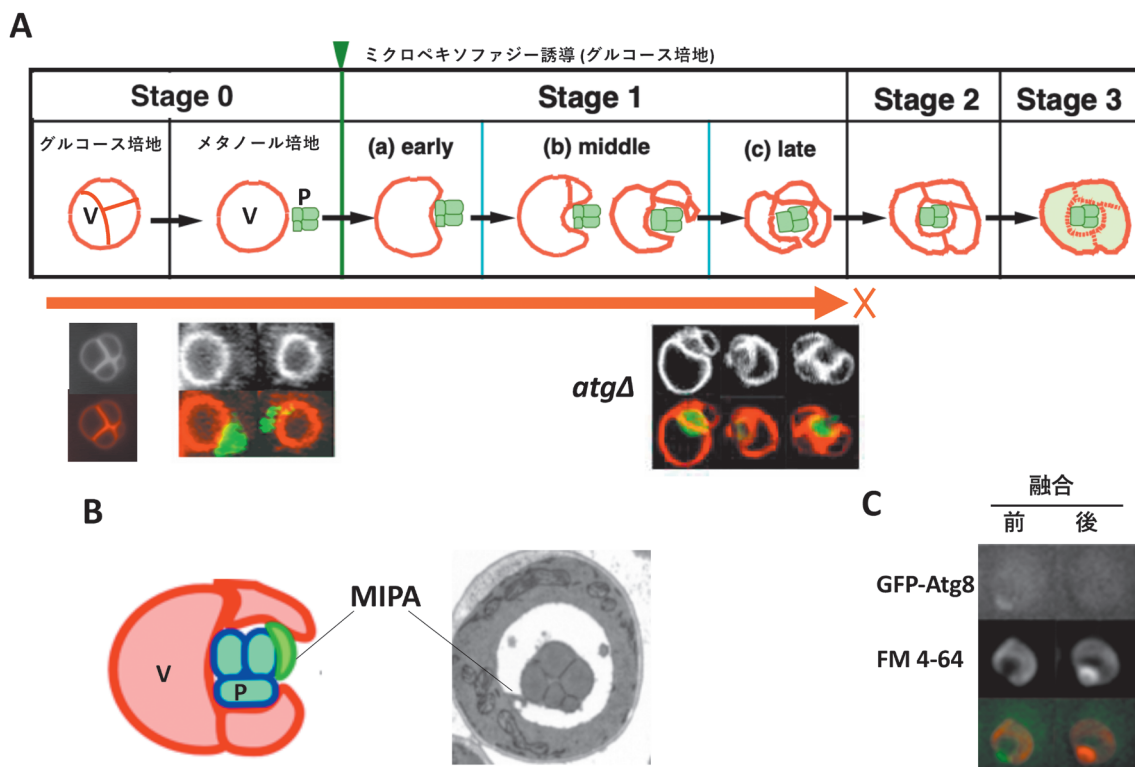 A
ミクロペキソファジー誘導 (グルコース培地)
Stage 0
Stage 1
Stage 2
Stage 3
グルコース培地
メタノール培地
(a) early
(b) middle
(c) late
V
V
P
X
atgΔ
B
MIPA
V
P
C
融合
前
後
GFP-Atg8
FM 4-64